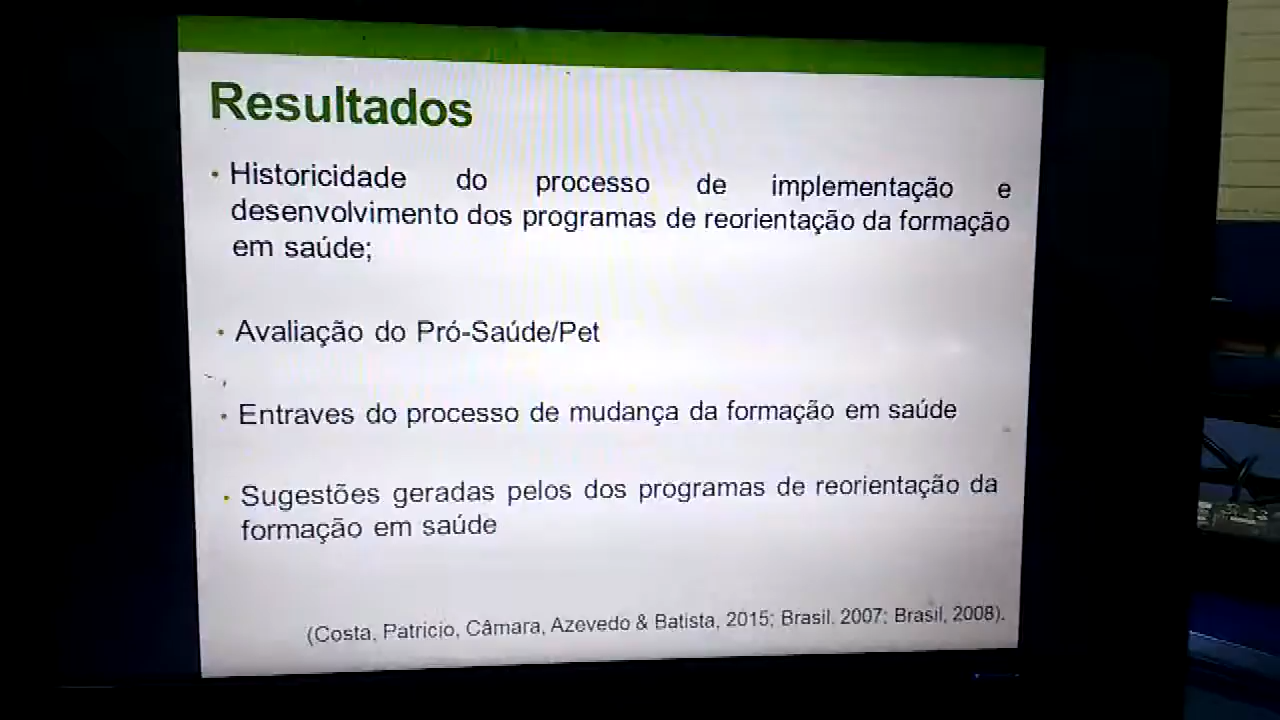 Resultados
• Historicidade do processo de implementação e
desenvolvimento dos programas de reorientação da formação
em saúde;
• Avaliação do Pró-Saúde/Pet
• Entraves do processo de mudança da formação em saúde
• Sugestões geradas pelos dos programas de reorientação da
formação em saúde
(Costa, Patricio, Câmara, Azevedo & Batista, 2015; Brasil. 2007; Brasil, 2008).